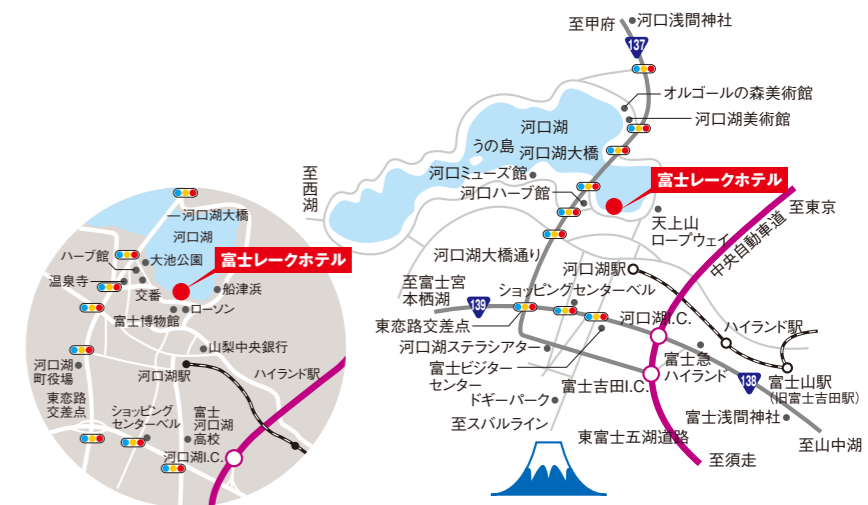 至甲府
河口浅間神社
137
オルゴールの森美術館
河口湖美術館
河口湖
うの島
河口湖大橋
河口ミューズ館
河口ハーブ館
富士レークホテル
至西湖
天上山
ロープウェイ
至東京
中央自動車道
河口湖大橋通り
河口湖駅
至富士宮
本栖湖
ショッピングセンターベル
139
東恋路交差点
河口湖I.C.
ハイランド駅
河口湖ステラシアター
富士ビジター
センター
富士急
ハイランド
138
富士山駅
(旧富士吉田駅)
富士吉田I.C.
ドギーパーク
至スバルライン
富士浅間神社
東富士五湖道路
至山中湖
至須走
河口湖大橋
河口湖
ハーブ館
大池公園
富士レークホテル
温泉寺
交番
船津浜
ローソン
富士博物館
山梨中央銀行
河口湖
町役場
河口湖駅
ハイランド駅
東恋路
交差点
ショッピング
センターベル
富士
河口湖
高校
河口湖I.C.